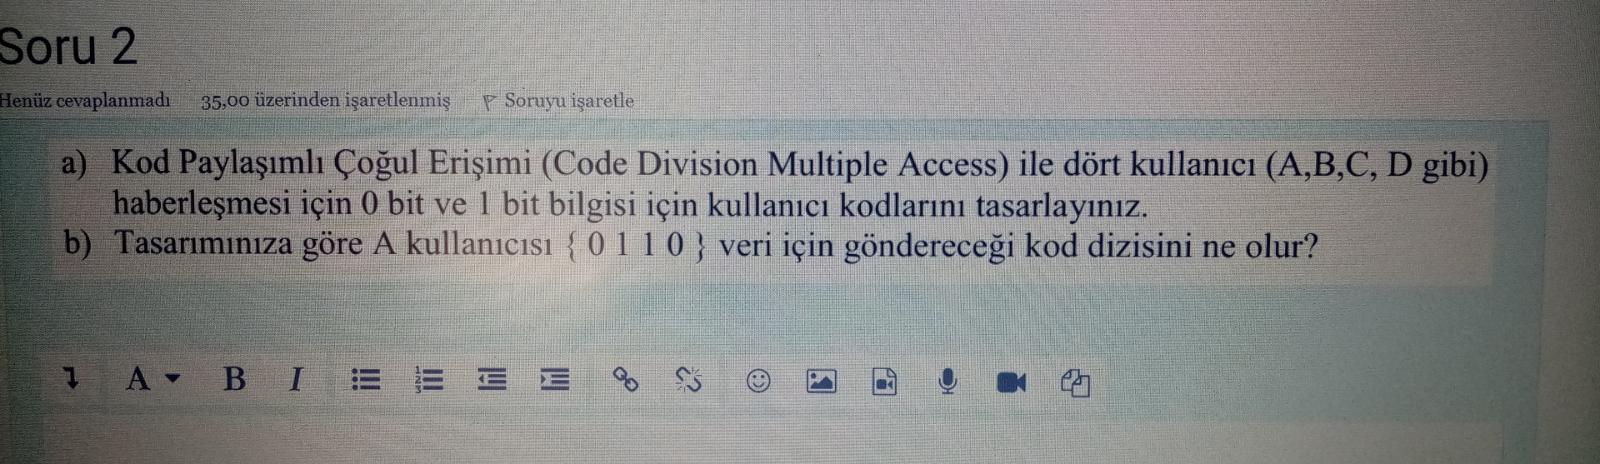 Soru 2
Henüz cevaplanmadı 35,00 üzerinden işaretlenmiş Soruyu işaretle
a) Kod Paylaşımlı Çoğul Erişimi (Code Division Multiple Access) ile dört kullanıcı (A,B,C, D gibi)
haberleşmesi için 0 bit ve 1 bit bilgisi için kullanıcı kodlarını tasarlayınız.
b) Tasarımınıza göre A kullanıcısı { 0 1 1 0 } veri için göndereceği kod dizisini ne olur?
A B I